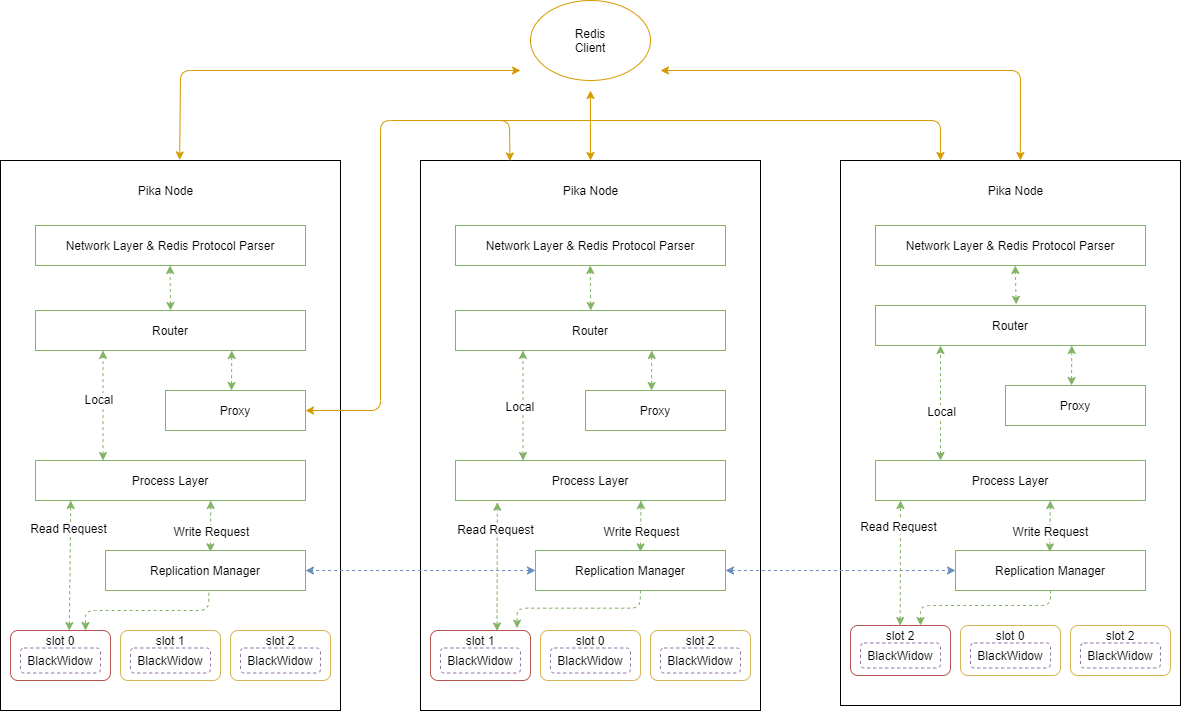 Redis
Client
Pika Node
Network Layer & Redis Protocol Parser
Router
Local
Proxy
Process Layer
Read Request
Write Request
Replication Manager
slot 0
BlackWidow
slot 1
BlackWidow
slot 2
BlackWidow
Pika Node
Network Layer & Redis Protocol Parser
Router
Local
Proxy
Process Layer
Read Request
Write Request
Replication Manager
slot 1
BlackWidow
slot 0
BlackWidow
slot 2
BlackWidow
Pika Node
Network Layer & Redis Protocol Parser
Router
Local
Proxy
Process Layer
Read Request
Write Request
Replication Manager
slot 2
BlackWidow
slot 0
BlackWidow
slot 2
BlackWidow